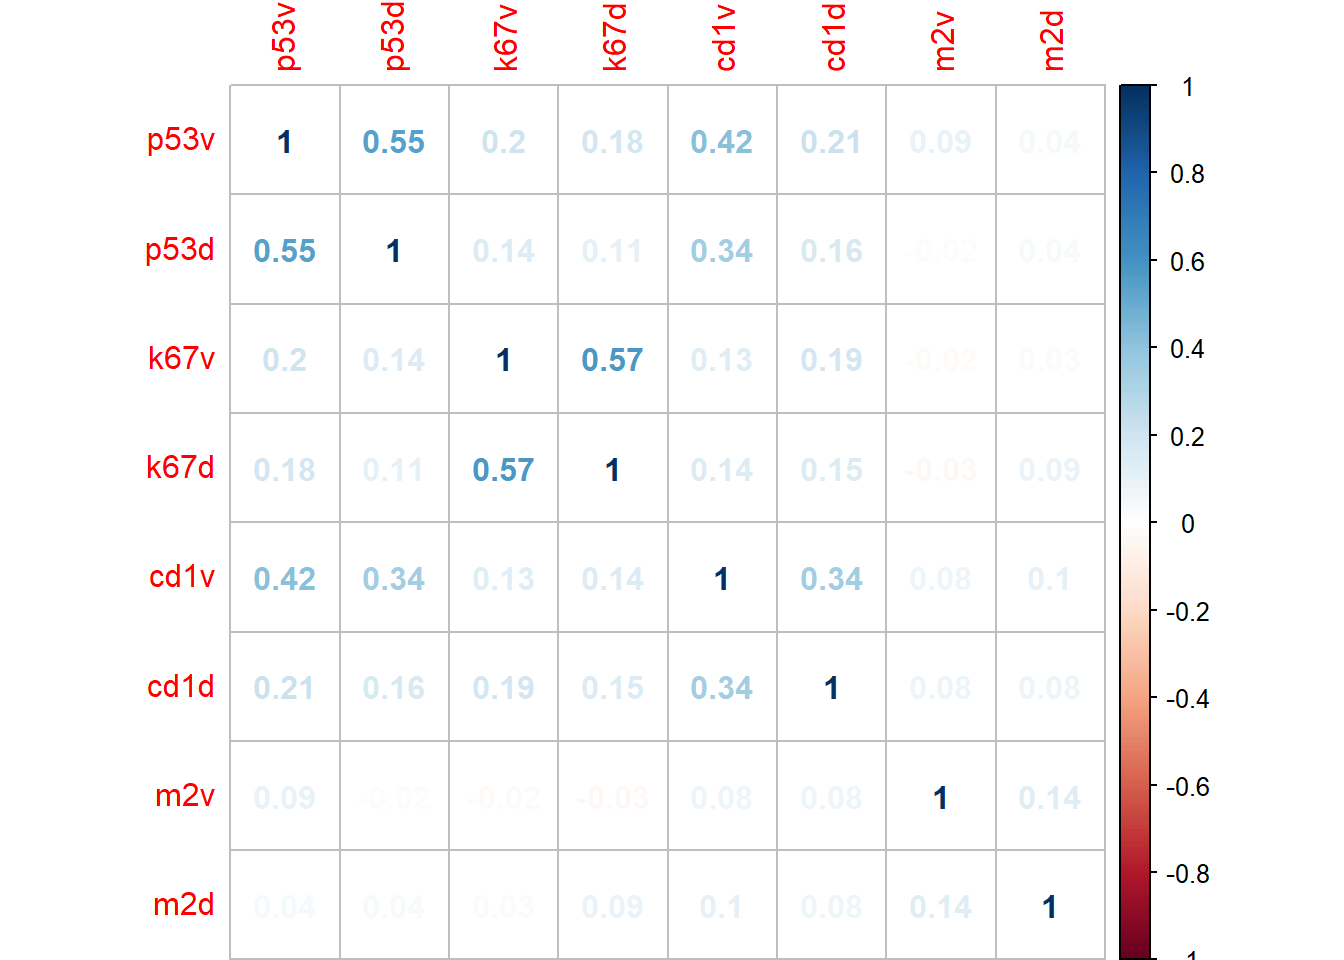 p53v p53d k67v k67d cd1v cd1d m2v m2d
1
p53v 1 0.55 0.2 0.18 0.42 0.21 0.09 0.04
0.8
p53d 0.55 1 0.14 0.11 0.34 0.16 -0.02 0.04
0.6
k67v 0.2 0.14 1 0.57 0.13 0.19 -0.02 0.03
0.4
0.2
k67d 0.18 0.11 0.57 1 0.14 0.15 -0.03 0.09
0
cd1v 0.42 0.34 0.13 0.14 1 0.34 0.08 0.1
-0.2
cd1d 0.21 0.16 0.19 0.15 0.34 1 0.08 0.08
-0.4
-0.6
m2v 0.09 -0.02 -0.02 -0.03 0.08 0.08 1 0.14
-0.8
m2d 0.04 0.04 0.03 0.09 0.1 0.08 0.14 1
-1